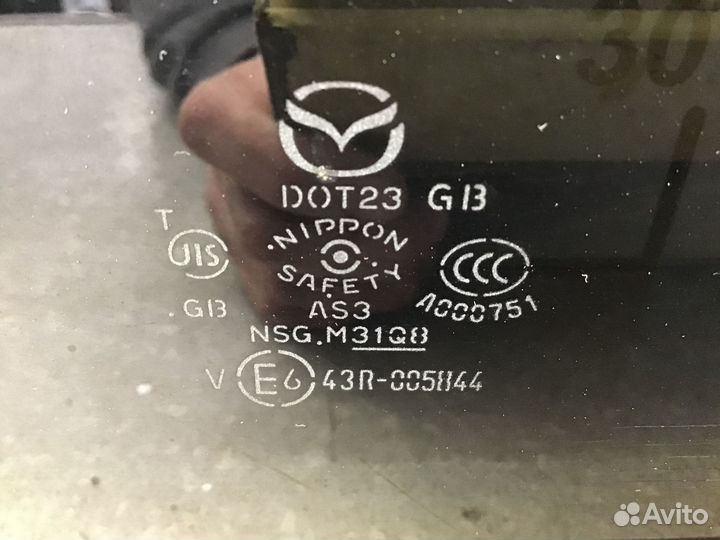 30
DOT23 GB
T
JIS
.GB
.NIPPON.
SAFETY
AS3
CCC
A000751
NSG.M31Q8
V E6 43R-005844
Avito